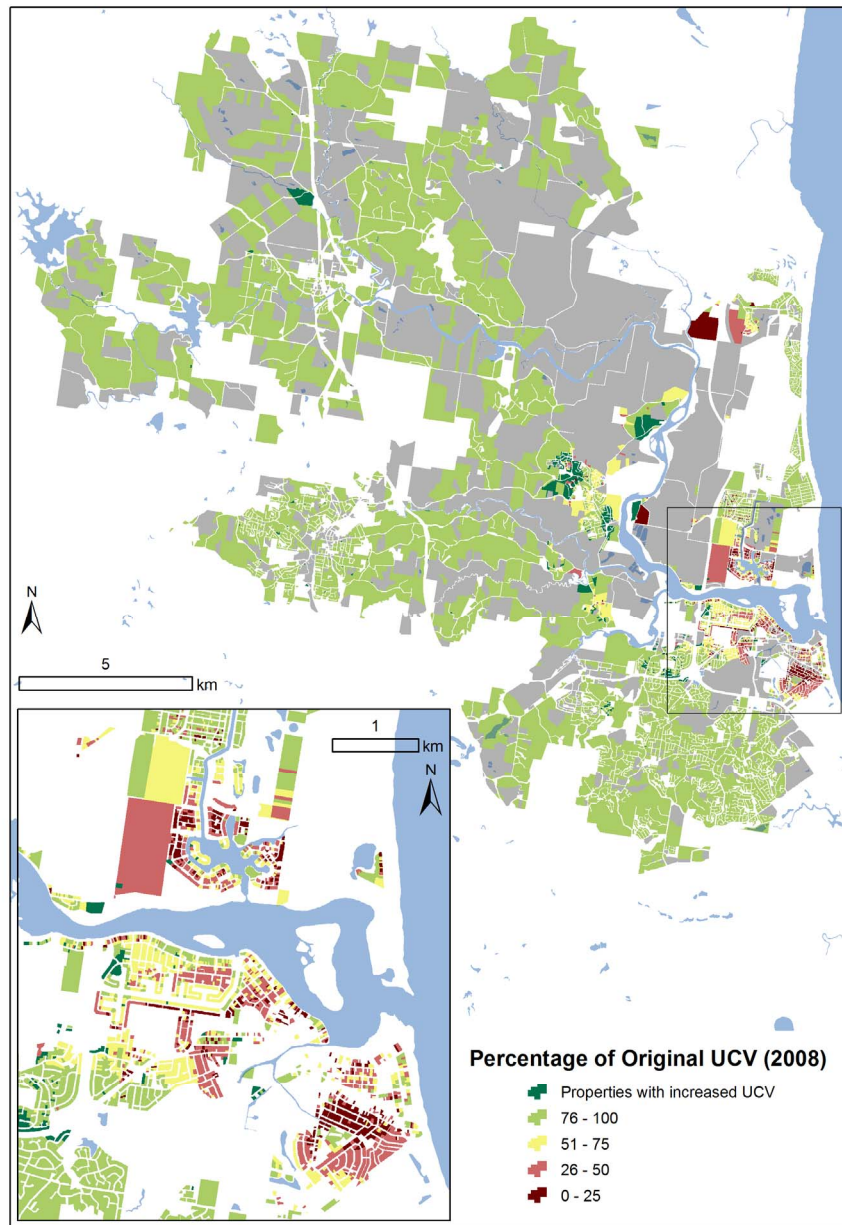 N
5
km
1
km
N
Percentage of Original UCV (2008)
Properties with increased UCV
76 - 100
51 - 75
26 - 50
0 - 25